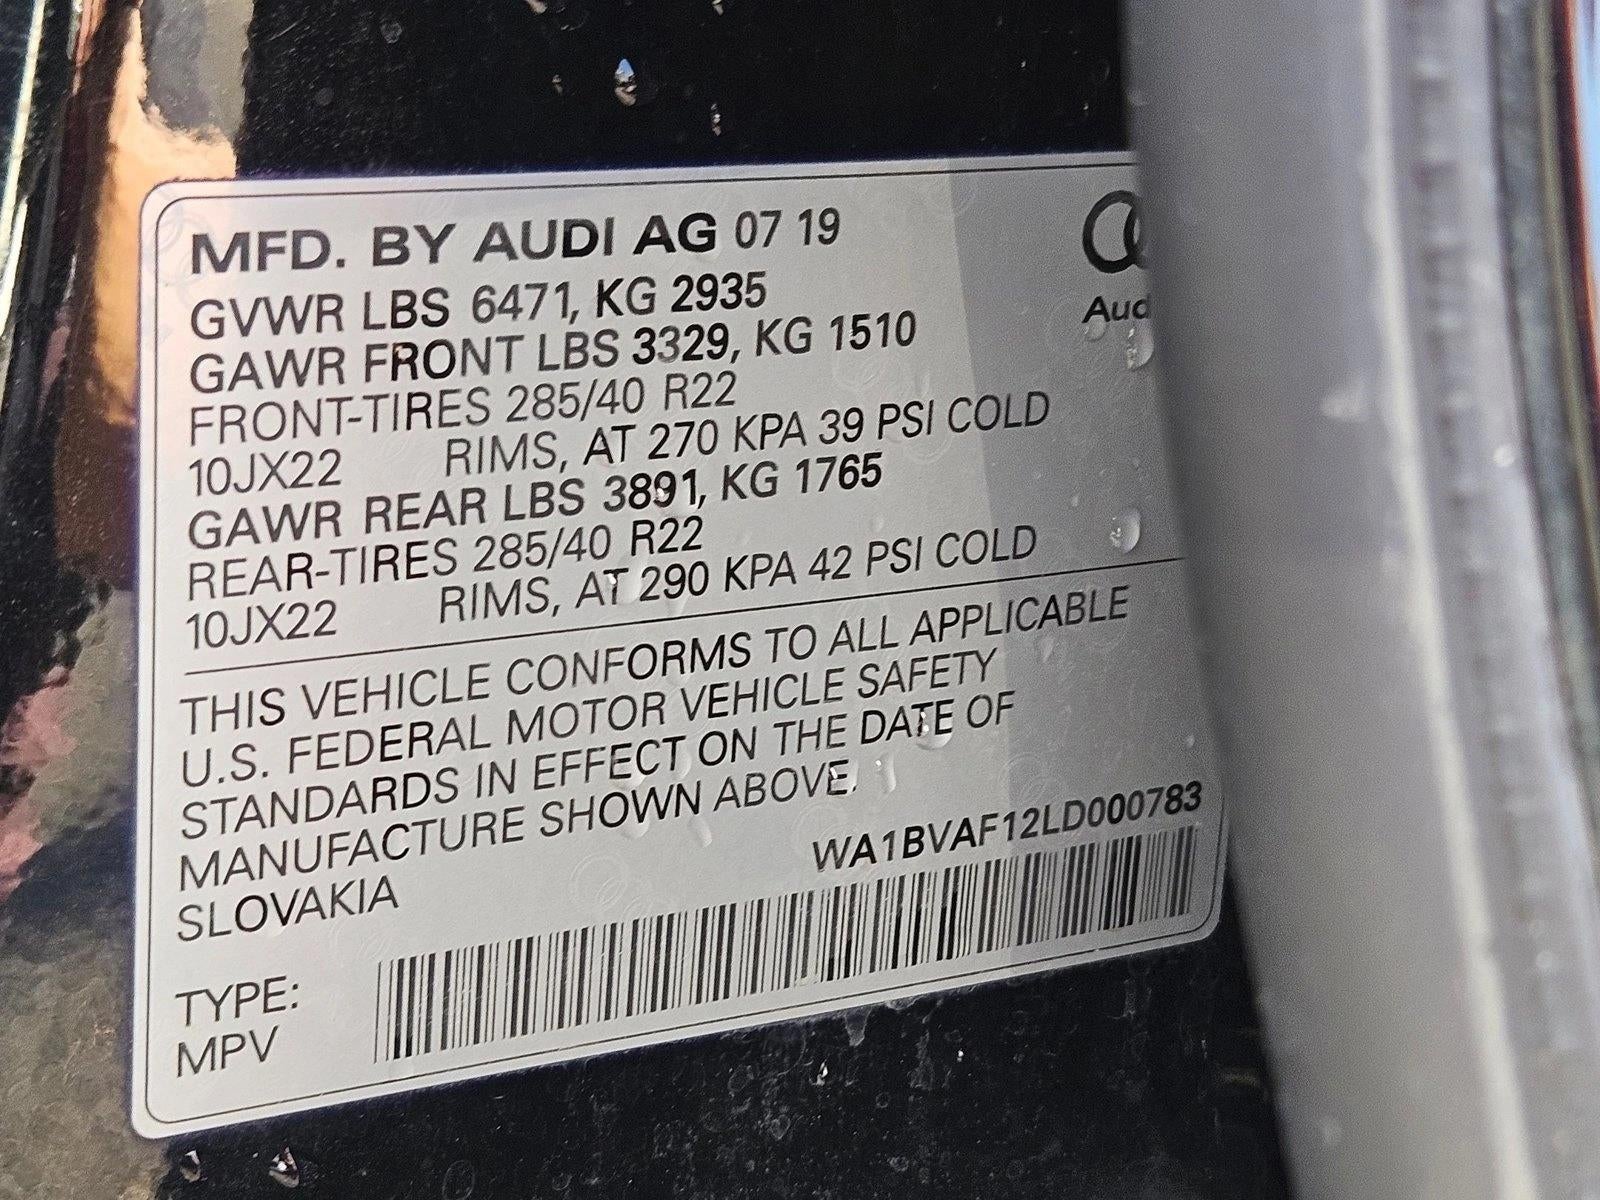 MFD. BY AUDI AG 07 19
GVWR LBS 6471, KG 2935
GAWR FRONT LBS 3329, KG 1510
FRONT-TIRES 285/40 R22
10JX22 RIMS, AT 270 KPA 39 PSI COLD
GAWR REAR LBS 3891, KG 1765
REAR-TIRES 285/40 R22
10JX22 RIMS, AT 290 KPA 42 PSI COLD
Aud
THIS VEHICLE CONFORMS TO ALL APPLICABLE
U.S. FEDERAL MOTOR VEHICLE SAFETY
STANDARDS IN EFFECT ON THE DATE OF
MANUFACTURE SHOWN ABOVE.
SLOVAKIA
WA1BVAF12LD000783
TYPE:
MPV